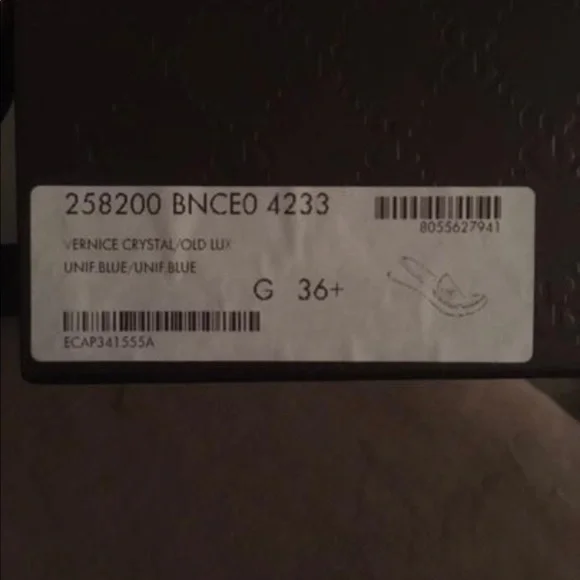 258200 BNCE0 4233
8055627941
VERNICE CRYSTAL/OLD LUX
UNIF.BLUE/UNIF.BLUE
G 36+
ECAP341555A